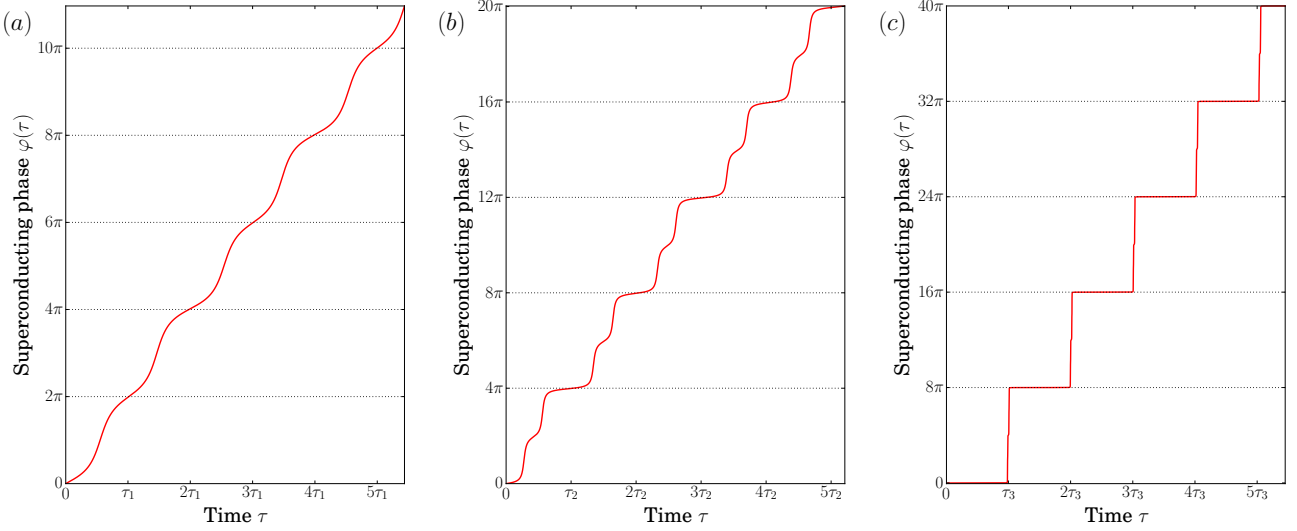 (a)
Superconducting phase φ(τ)
10π
8π
6π
4π
2π
0
0 τ₁ 2τ₁ 3τ₁ 4τ₁ 5τ₁
Time τ
(b)
Superconducting phase φ(τ)
20π
16π
12π
8π
4π
0
0 τ₂ 2τ₂ 3τ₂ 4τ₂ 5τ₂
Time τ
(c)
Superconducting phase φ(τ)
40π
32π
24π
16π
8π
0
0 τ₃ 2τ₃ 3τ₃ 4τ₃ 5τ₃
Time τ